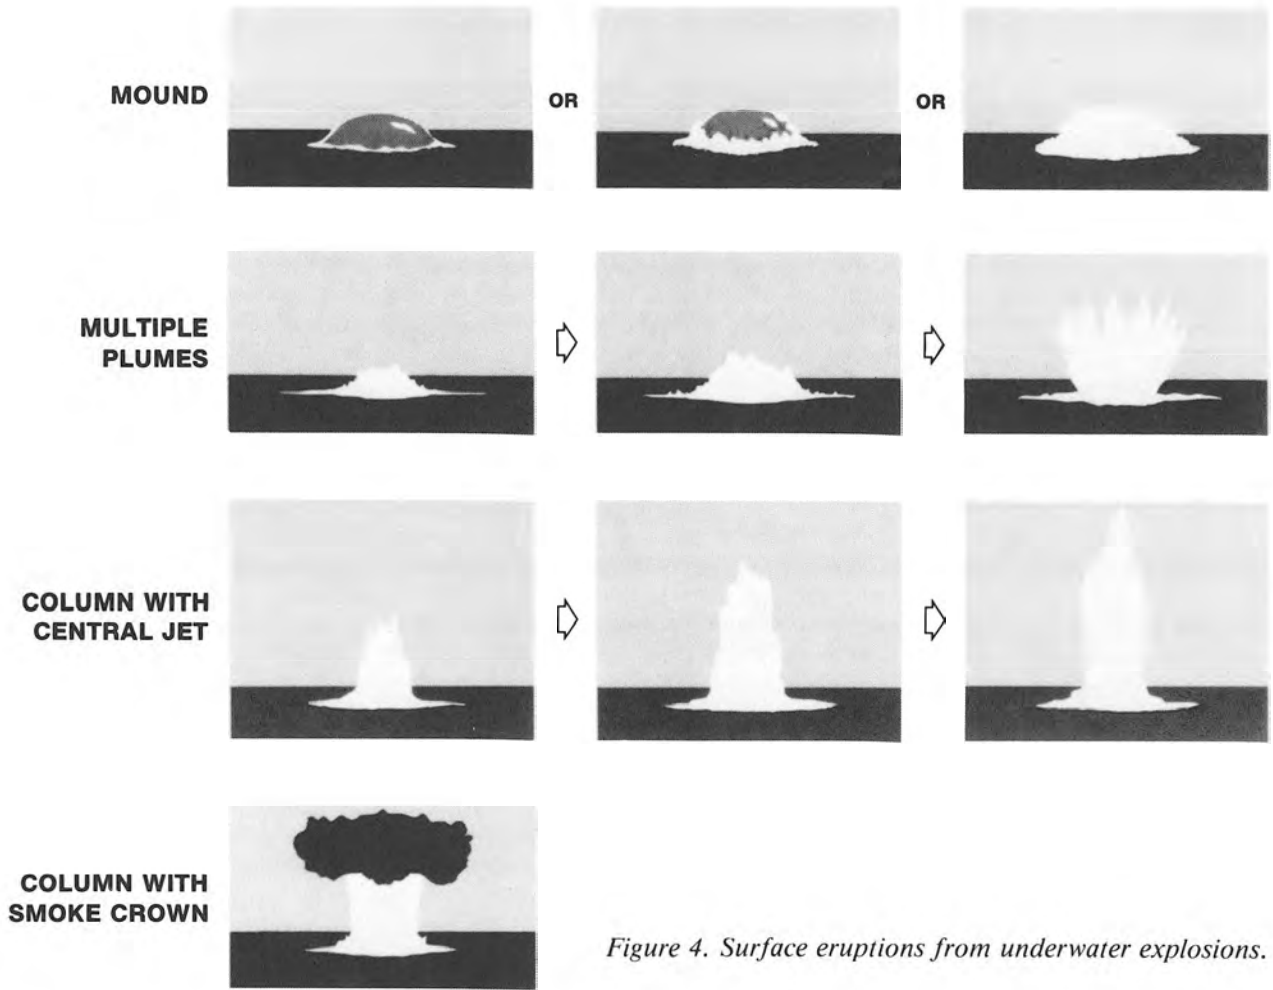 MOUND
OR
OR
MULTIPLE
PLUMES
COLUMN WITH
CENTRAL JET
COLUMN WITH
SMOKE CROWN
Figure 4. Surface eruptions from underwater explosions.